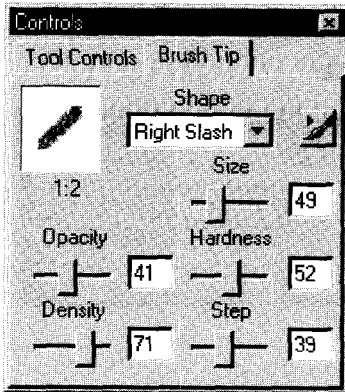 Controls
Tool Controls Brush Tip
Shape
Right Slash
1:2
Size
49
Opacity Hardness
41 52
Density Step
71 39